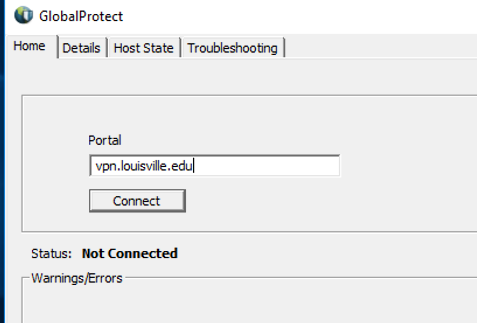 GlobalProtect
Home Details Host State Troubleshooting
Portal
vpn.louisville.edu
Connect
Status: Not Connected
Warnings/Errors